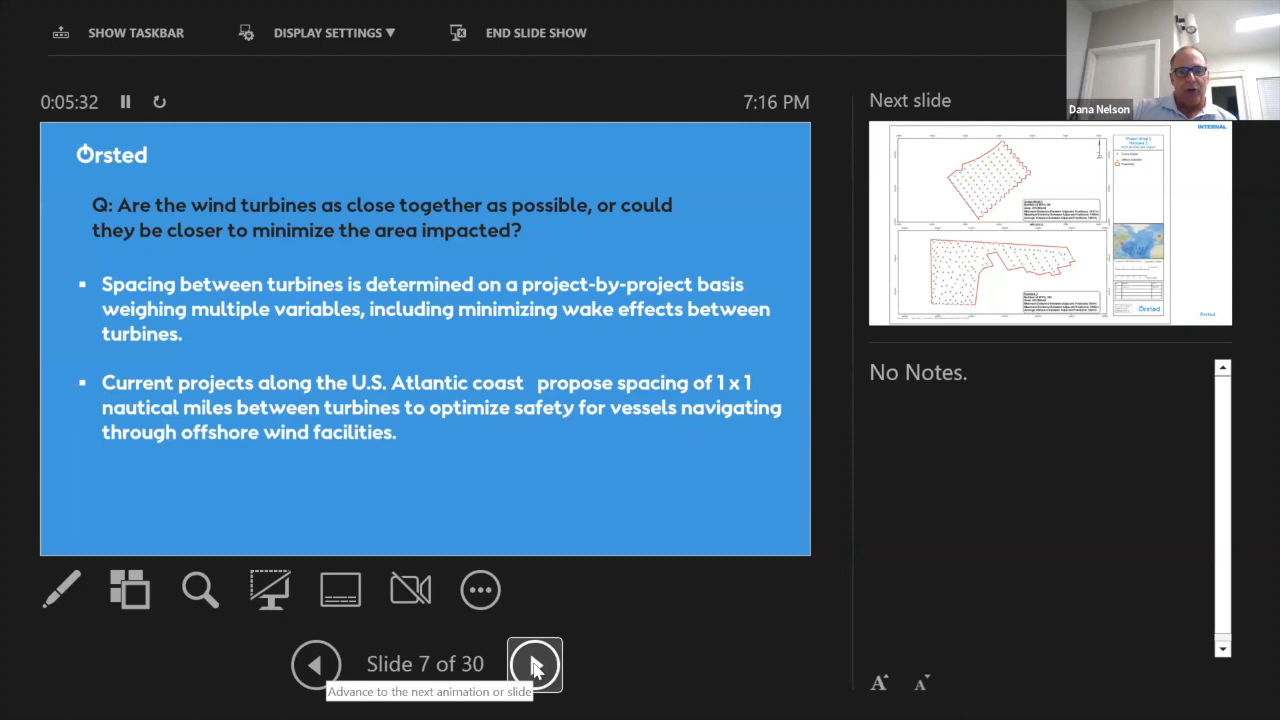 SHOW TASKBAR
DISPLAY SETTINGS ▼
END SLIDE SHOW
0:05:32
7:16 PM
Next slide
Dana Nelson
Ørsted
Q: Are the wind turbines as close together as possible, or could
they be closer to minimize the area impacted?
▪ Spacing between turbines is determined on a project-by-project basis
weighing multiple variables, including minimizing wake effects between
turbines.
▪ Current projects along the U.S. Atlantic coast propose spacing of 1 x 1
nautical miles between turbines to optimize safety for vessels navigating
through offshore wind facilities.
INTERNAL
Ørsted
Ørsted
No Notes.
Slide 7 of 30
Advance to the next animation or slide
A
A